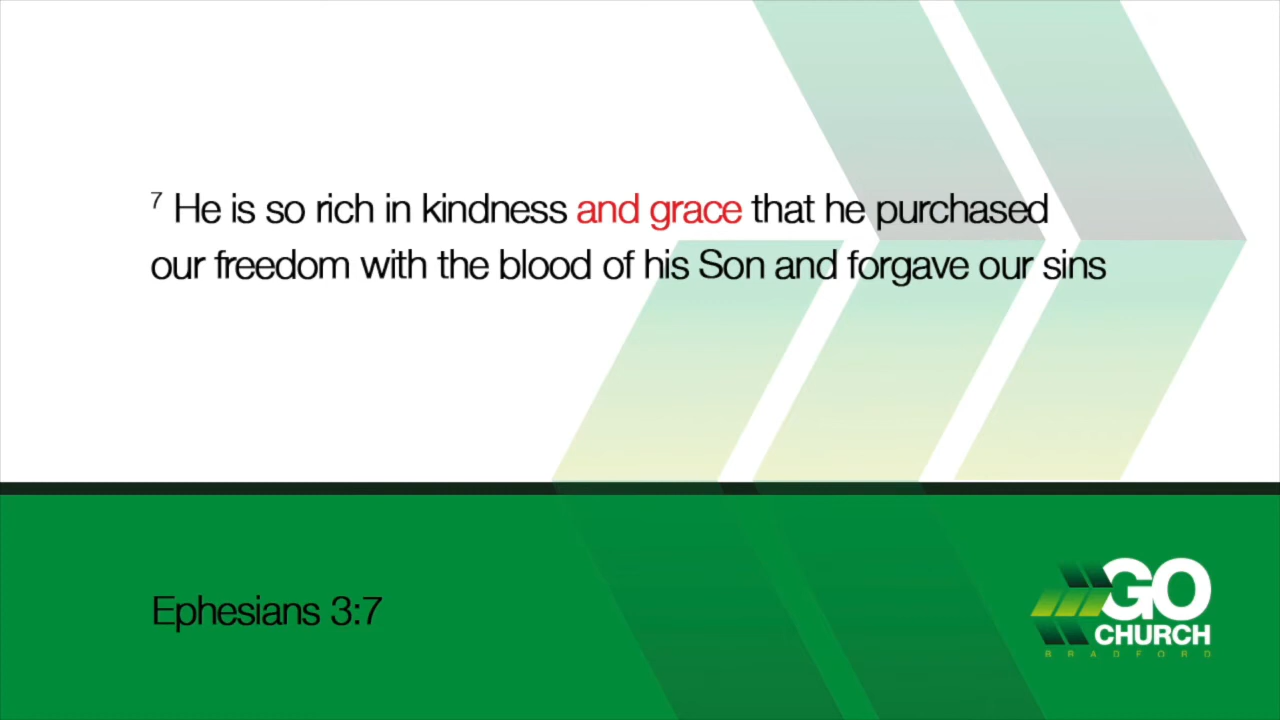 ⁷ He is so rich in kindness and grace that he purchased
our freedom with the blood of his Son and forgave our sins
Ephesians 3:7
GO
CHURCH
BRADFORD